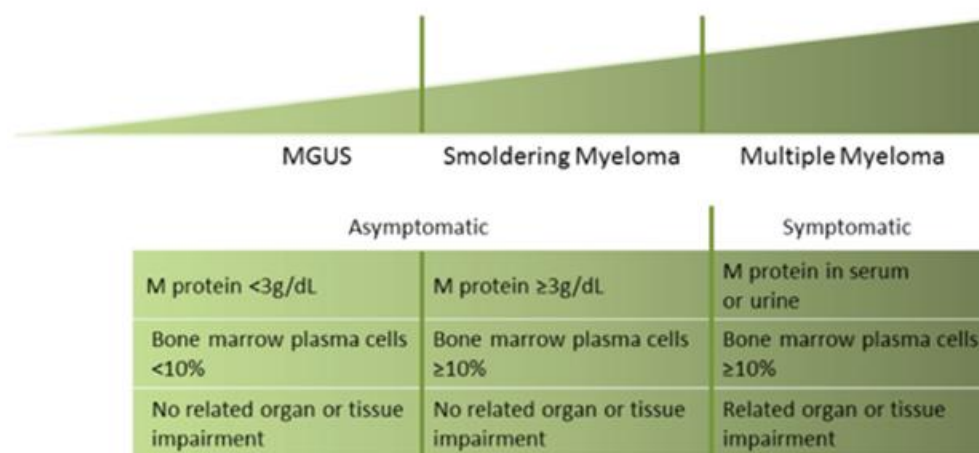 MGUS
Smoldering Myeloma
Multiple Myeloma
Asymptomatic
Symptomatic
M protein <3g/dL
M protein ≥3g/dL
M protein in serum
or urine
Bone marrow plasma cells
<10%
Bone marrow plasma cells
≥10%
Bone marrow plasma cells
≥10%
No related organ or tissue
impairment
No related organ or tissue
impairment
Related organ or tissue
impairment